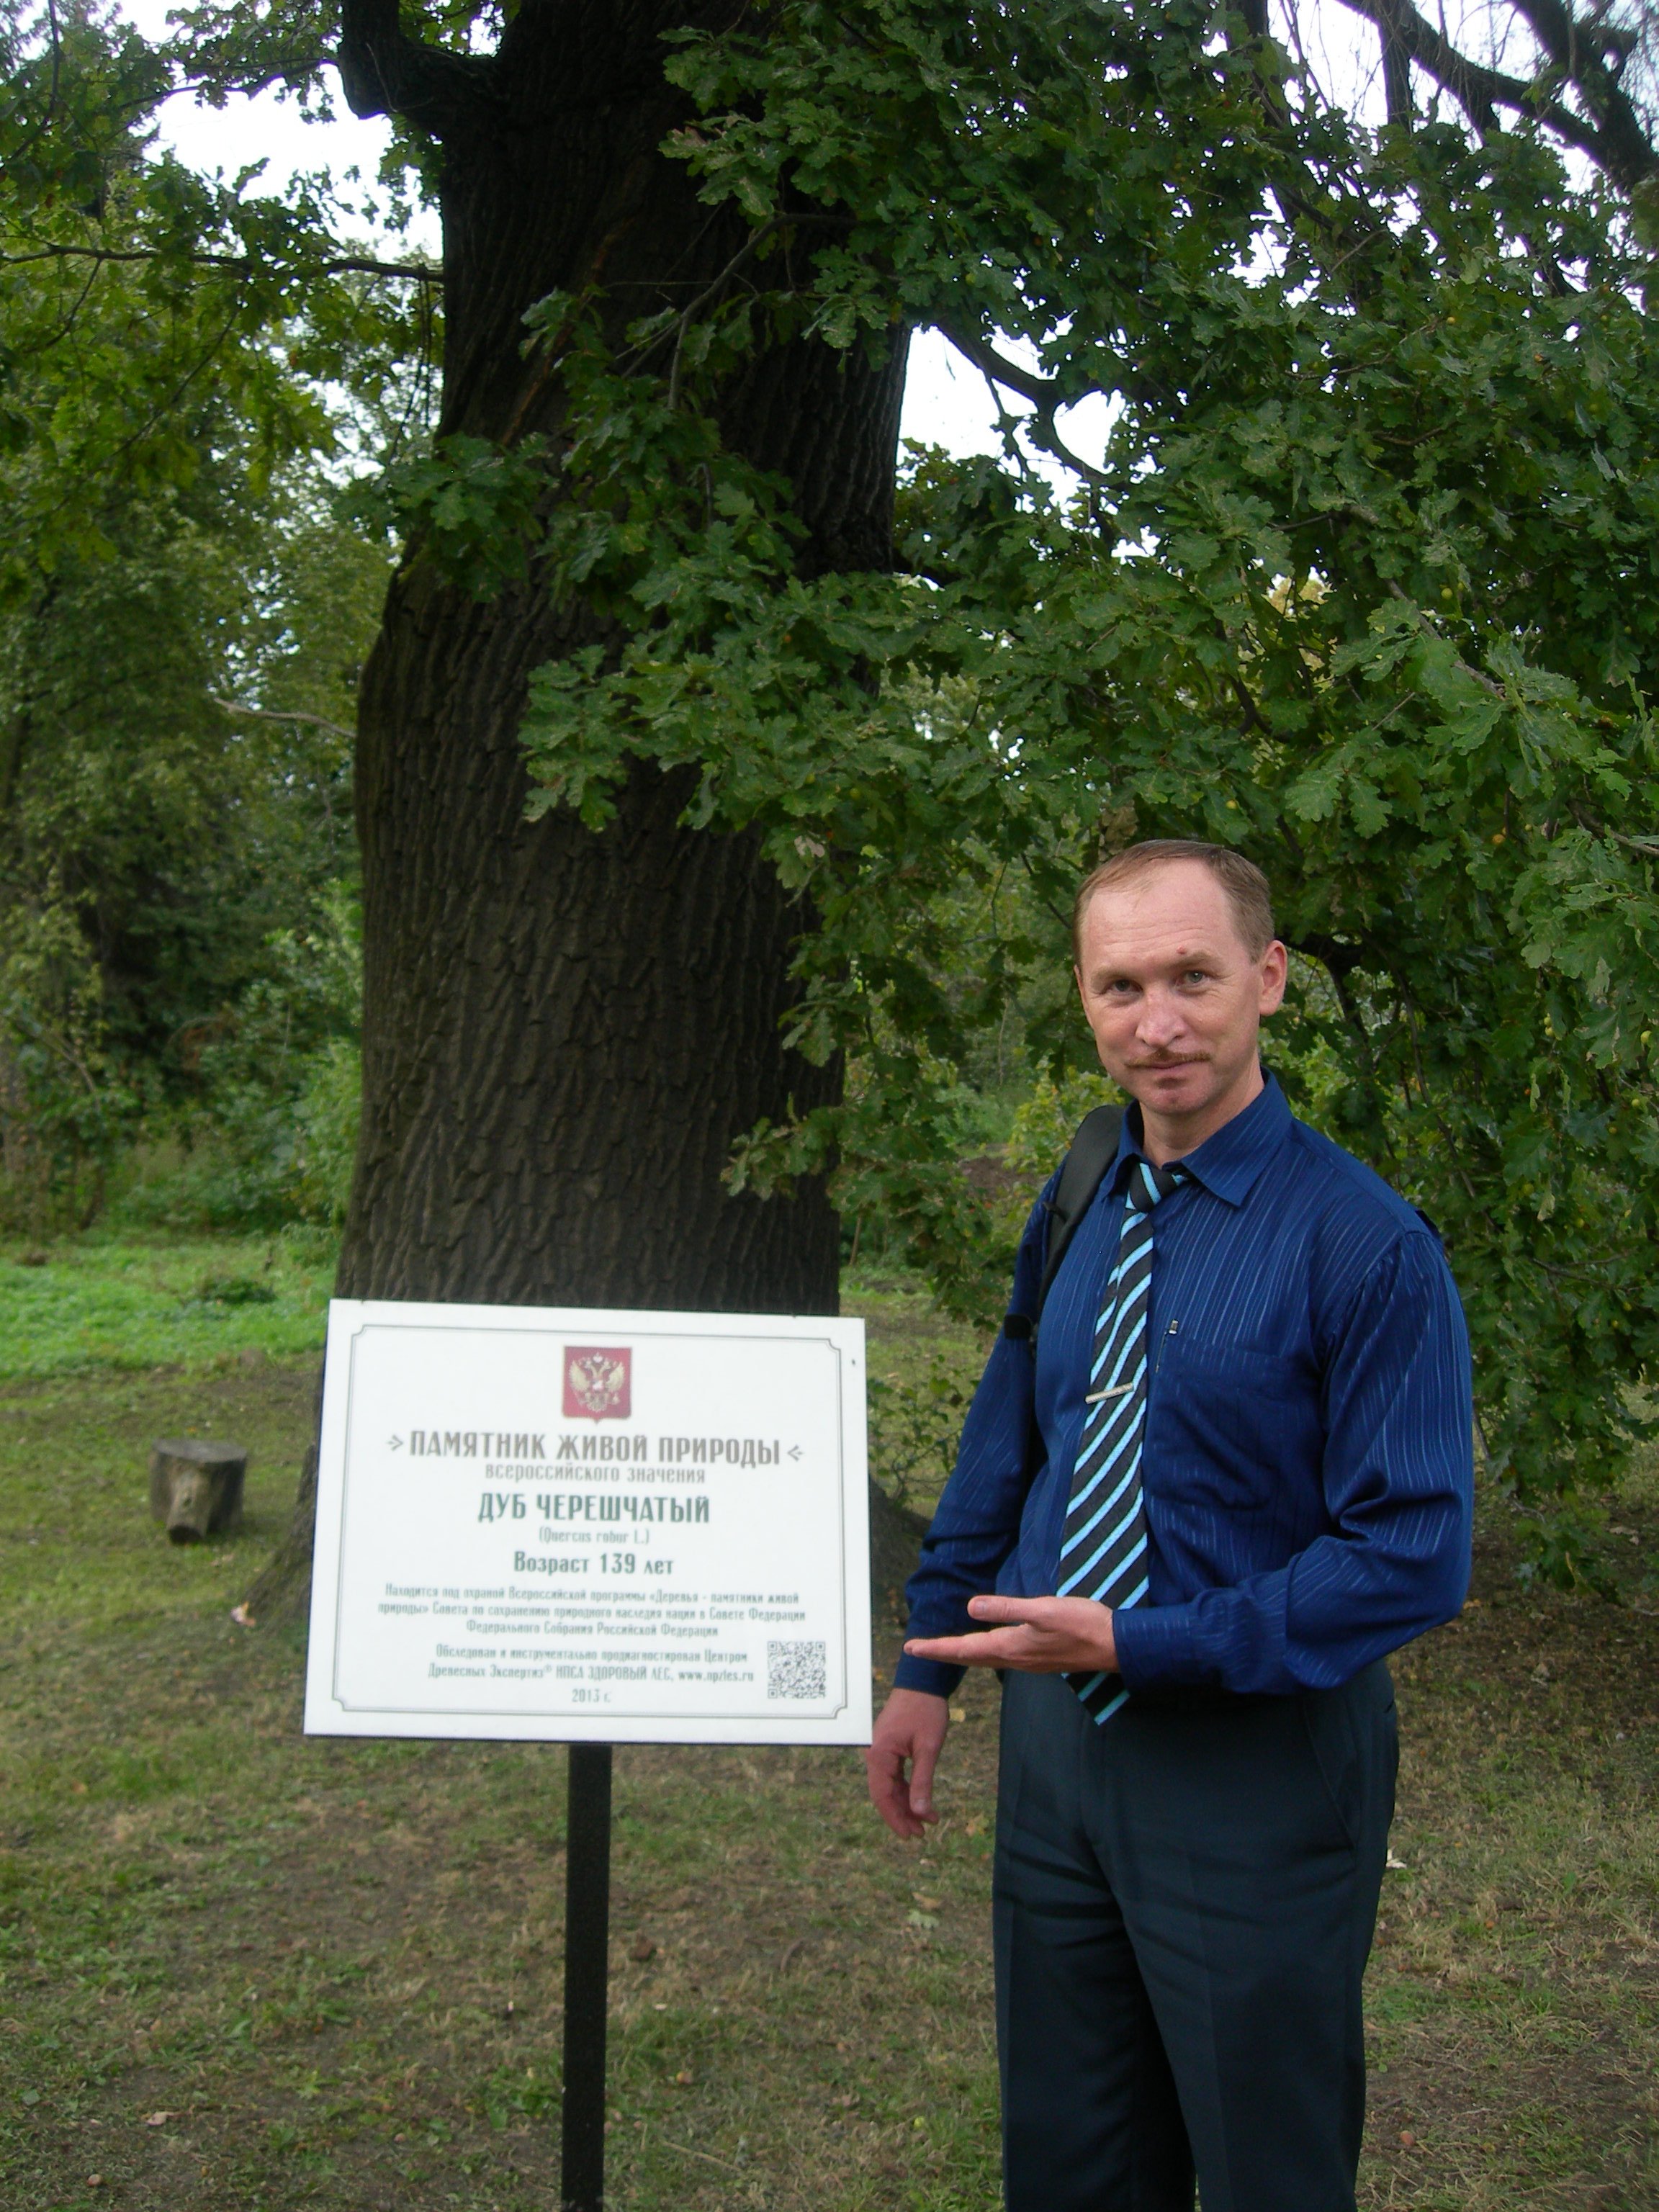 ПАМЯТНИК ЖИВОЙ ПРИРОДЫ
всероссийского значения
ДУБ ЧЕРЕШЧАТЫЙ
(Quercus robur L.)
Возраст 139 лет
Находится под охраной Всероссийской программы «Деревья - памятники живой
природы» Совета по сохранению природного наследия нации в Совете Федерации
Федерального Собрания Российской Федерации
Обследован и инструментально продиагностирован Центром
Древесных Экспертиз® НПСА ЗДОРОВЫЙ ЛЕС, www.npzles.ru
2013 г.